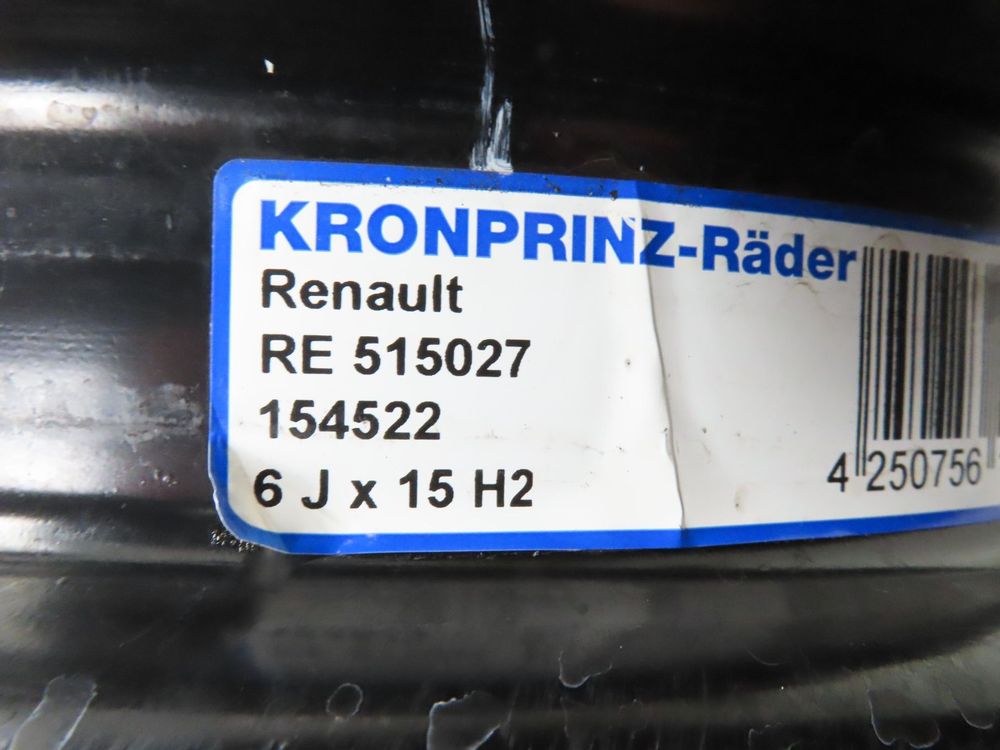 KRONPRINZ-Räder
Renault
RE 515027
154522
6 J x 15 H2
4 250756